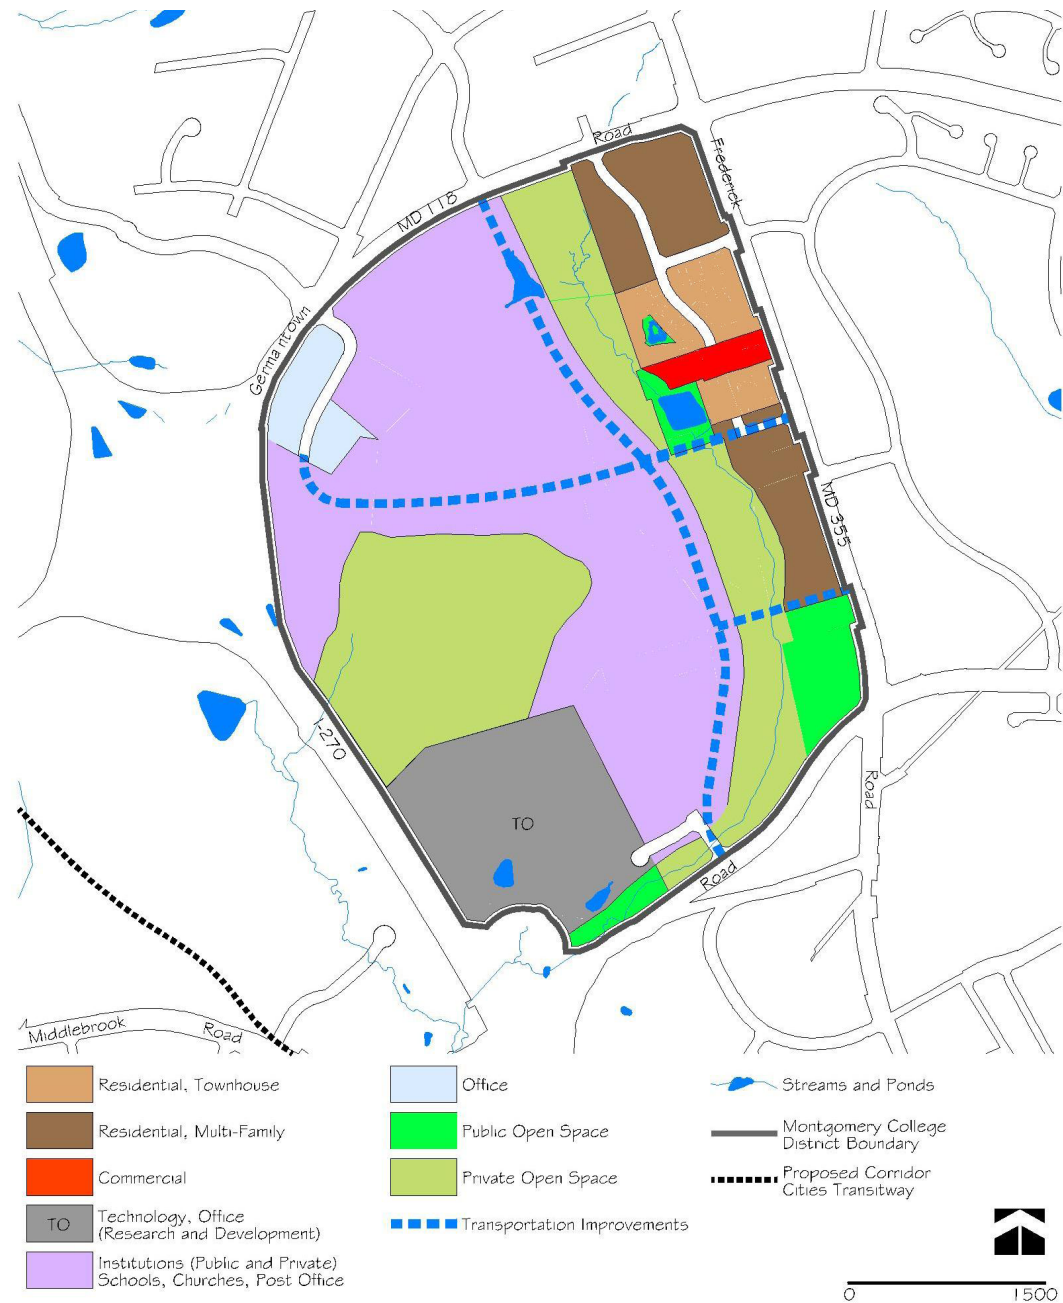 Road
Frederick
MD 118
Germantown
MD 355
I-270
Road
TO
Road
Middlebrook
Road
Residential, Townhouse
Residential, Multi-Family
Commercial
TO
Technology, Office
(Research and Development)
Institutions (Public and Private)
Schools, Churches, Post Office
Office
Public Open Space
Private Open Space
Transportation Improvements
Streams and Ponds
Montgomery College
District Boundary
Proposed Corridor
Cities Transitway
0 1500